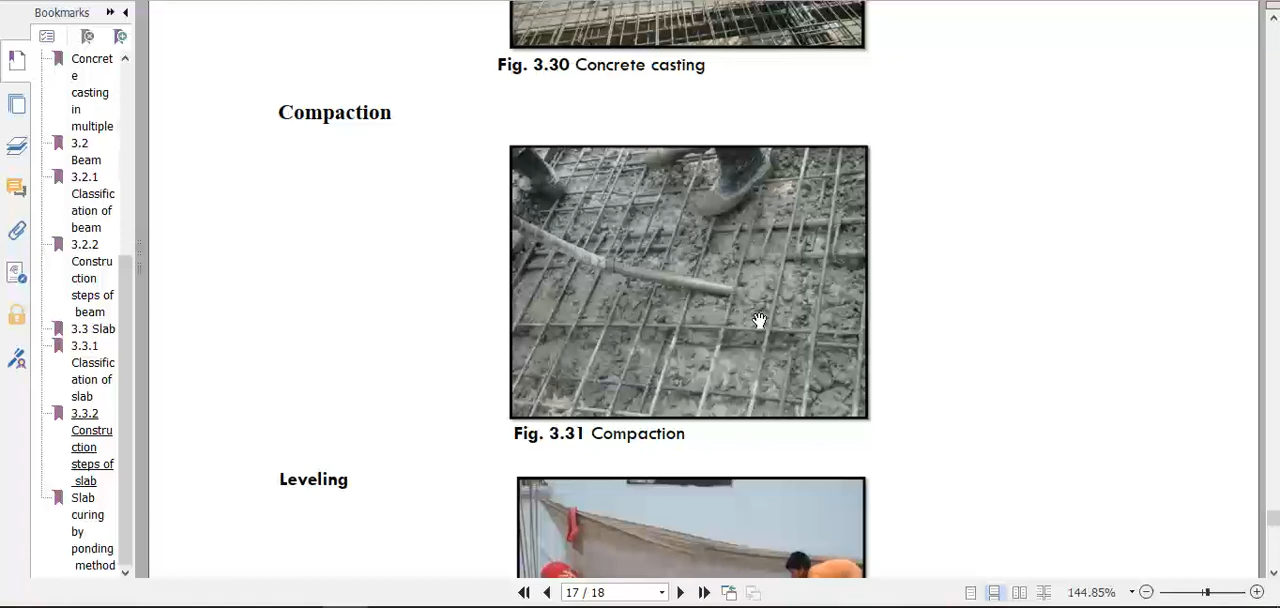 Bookmarks
Concret
e
casting
in
multiple
3.2
Beam
3.2.1
Classific
ation of
beam
3.2.2
Constru
ction
steps of
beam
3.3 Slab
3.3.1
Classific
ation of
slab
3.3.2
Constru
ction
steps of
slab
Slab
curing
by
ponding
method
Fig. 3.30 Concrete casting
Compaction
Fig. 3.31 Compaction
Leveling
17 / 18
144.85%